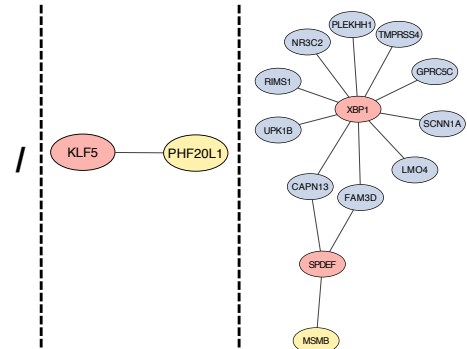 /
KLF5
PHF20L1
PLEKHH1
NR3C2
TMPRSS4
RIMS1
GPRC5C
XBP1
UPK1B
SCNN1A
LMO4
CAPN13
FAM3D
SPDEF
MSMB